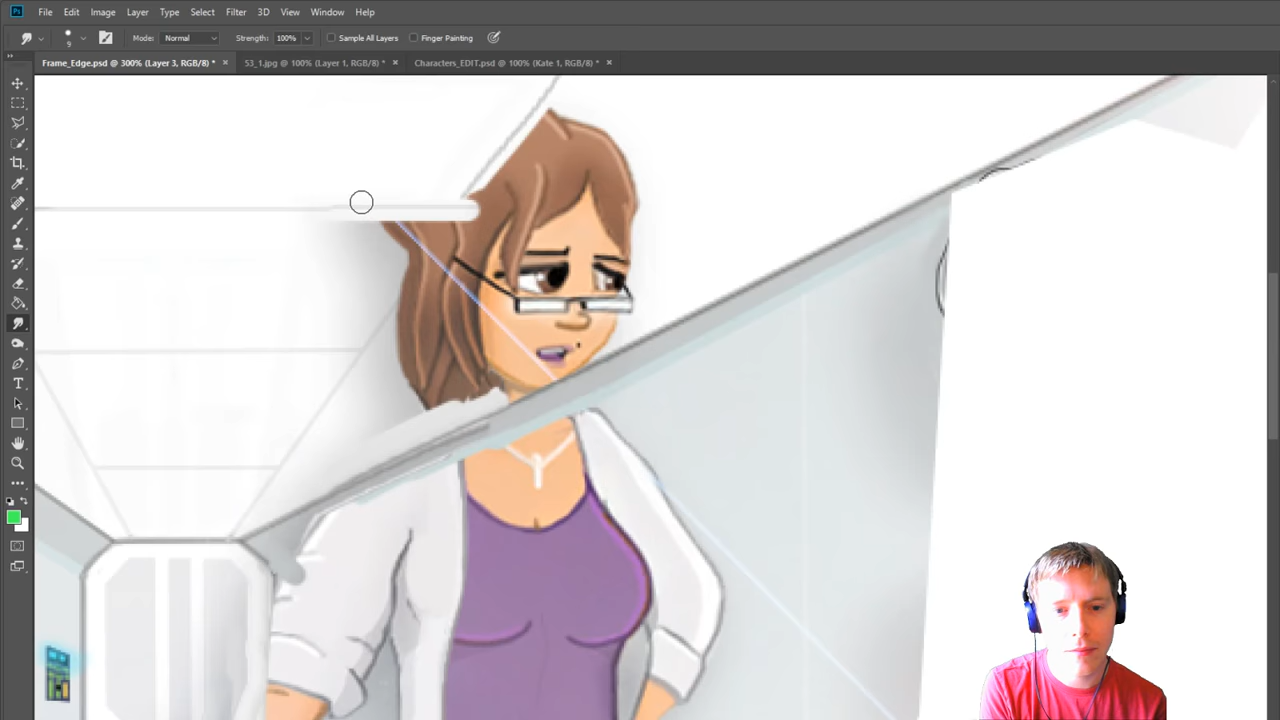 Ps File Edit Image Layer Type Select Filter 3D View Window Help
9 Mode: Normal Strength: 100% Sample All Layers Finger Painting
Frame_Edge.psd @ 300% (Layer 3, RGB/8) * × 53_1.jpg @ 100% (Layer 1, RGB/8) * × Characters_EDIT.psd @ 100% (Kate 1, RGB/8) * ×